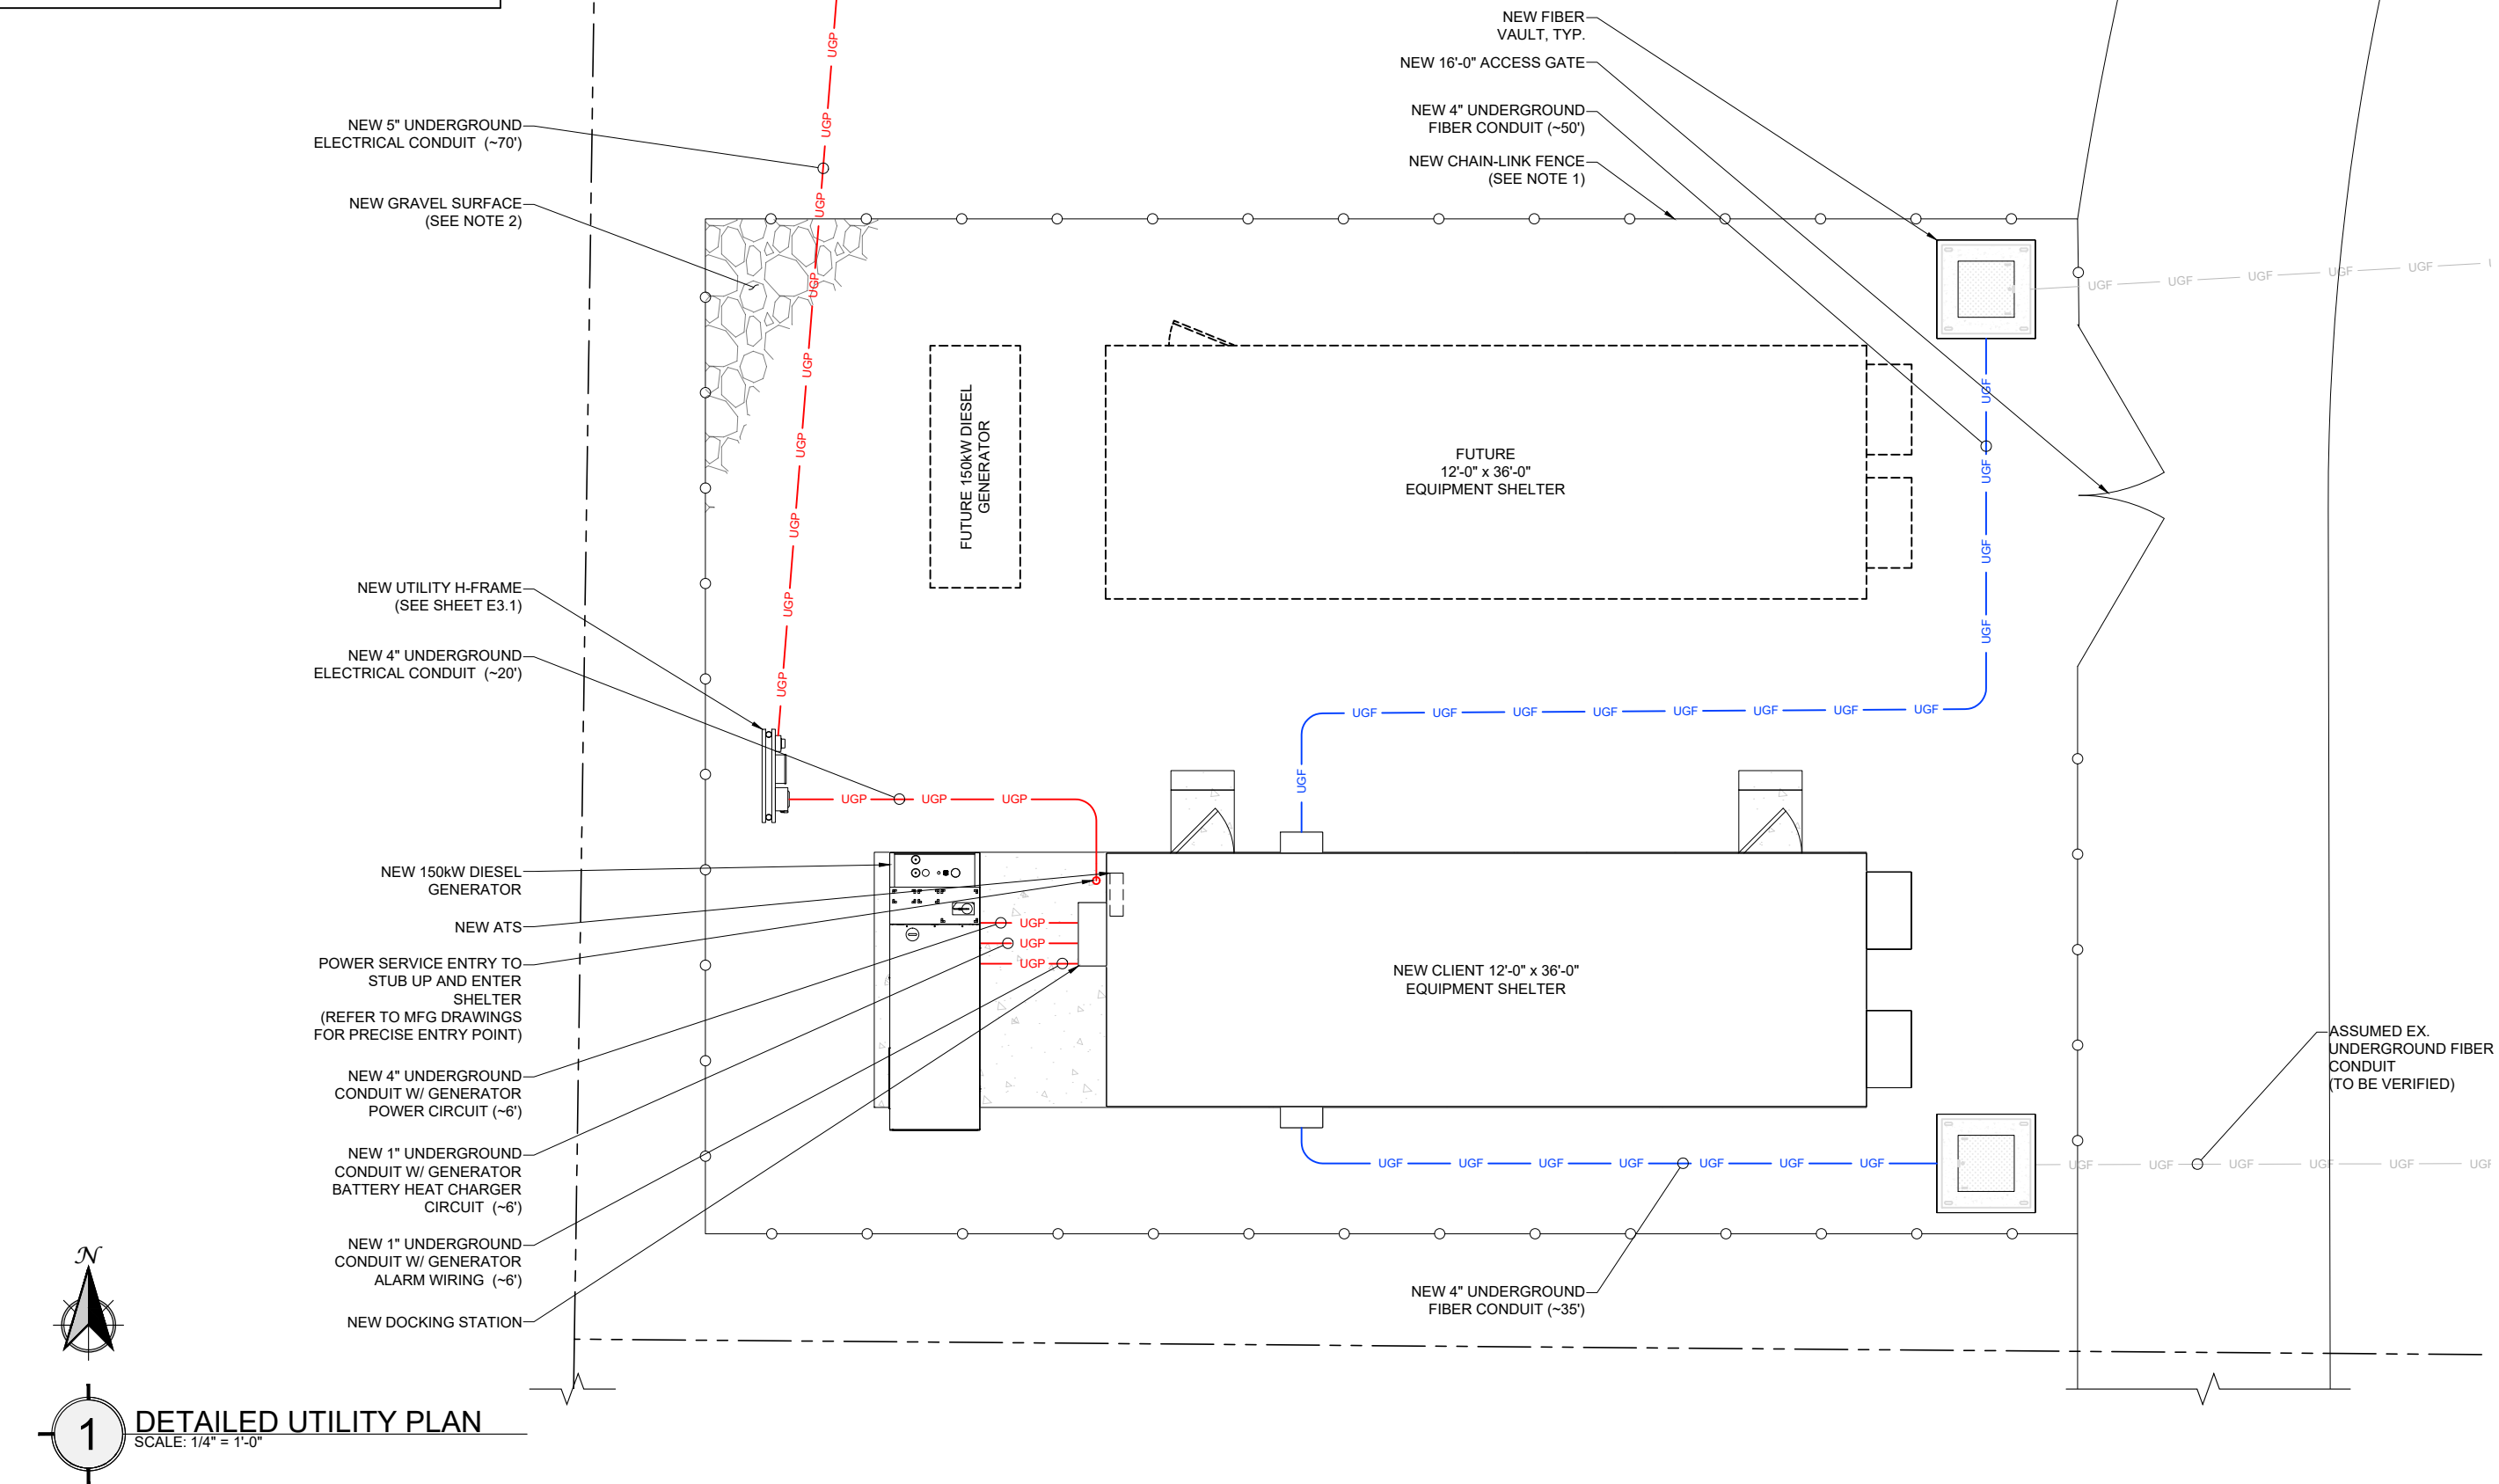 NEW 5" UNDERGROUND
ELECTRICAL CONDUIT (~70')
NEW GRAVEL SURFACE
(SEE NOTE 2)
NEW UTILITY H-FRAME
(SEE SHEET E3.1)
NEW 4" UNDERGROUND
ELECTRICAL CONDUIT (~20')
NEW 150kW DIESEL
GENERATOR
NEW ATS
POWER SERVICE ENTRY TO
STUB UP AND ENTER
SHELTER
(REFER TO MFG DRAWINGS
FOR PRECISE ENTRY POINT)
NEW 4" UNDERGROUND
CONDUIT W/ GENERATOR
POWER CIRCUIT (~6')
NEW 1" UNDERGROUND
CONDUIT W/ GENERATOR
BATTERY HEAT CHARGER
CIRCUIT (~6')
NEW 1" UNDERGROUND
CONDUIT W/ GENERATOR
ALARM WIRING (~6')
NEW DOCKING STATION
NEW FIBER
VAULT, TYP.
NEW 16'-0" ACCESS GATE
NEW 4" UNDERGROUND
FIBER CONDUIT (~50')
NEW CHAIN-LINK FENCE
(SEE NOTE 1)
UGP
UGP
UGP
UGP
UGP
UGP
UGP
UGP
UGP
FUTURE 150kW DIESEL
GENERATOR
FUTURE
12'-0" x 36'-0"
EQUIPMENT SHELTER
UGF UGF UGF UGF UGF
UGF
UGF
UGF
UGF
UGF UGF UGF UGF UGF UGF UGF UGF
UGF
UGP UGP UGP
UGP
UGP
UGP
NEW CLIENT 12'-0" x 36'-0"
EQUIPMENT SHELTER
ASSUMED EX.
UNDERGROUND FIBER
CONDUIT
(TO BE VERIFIED)
UGF UGF UGF UGF UGF UGF UGF
UGF UGF UGF UGF UGF UGF
NEW 4" UNDERGROUND
FIBER CONDUIT (~35')
N
1
DETAILED UTILITY PLAN
SCALE: 1/4" = 1'-0"